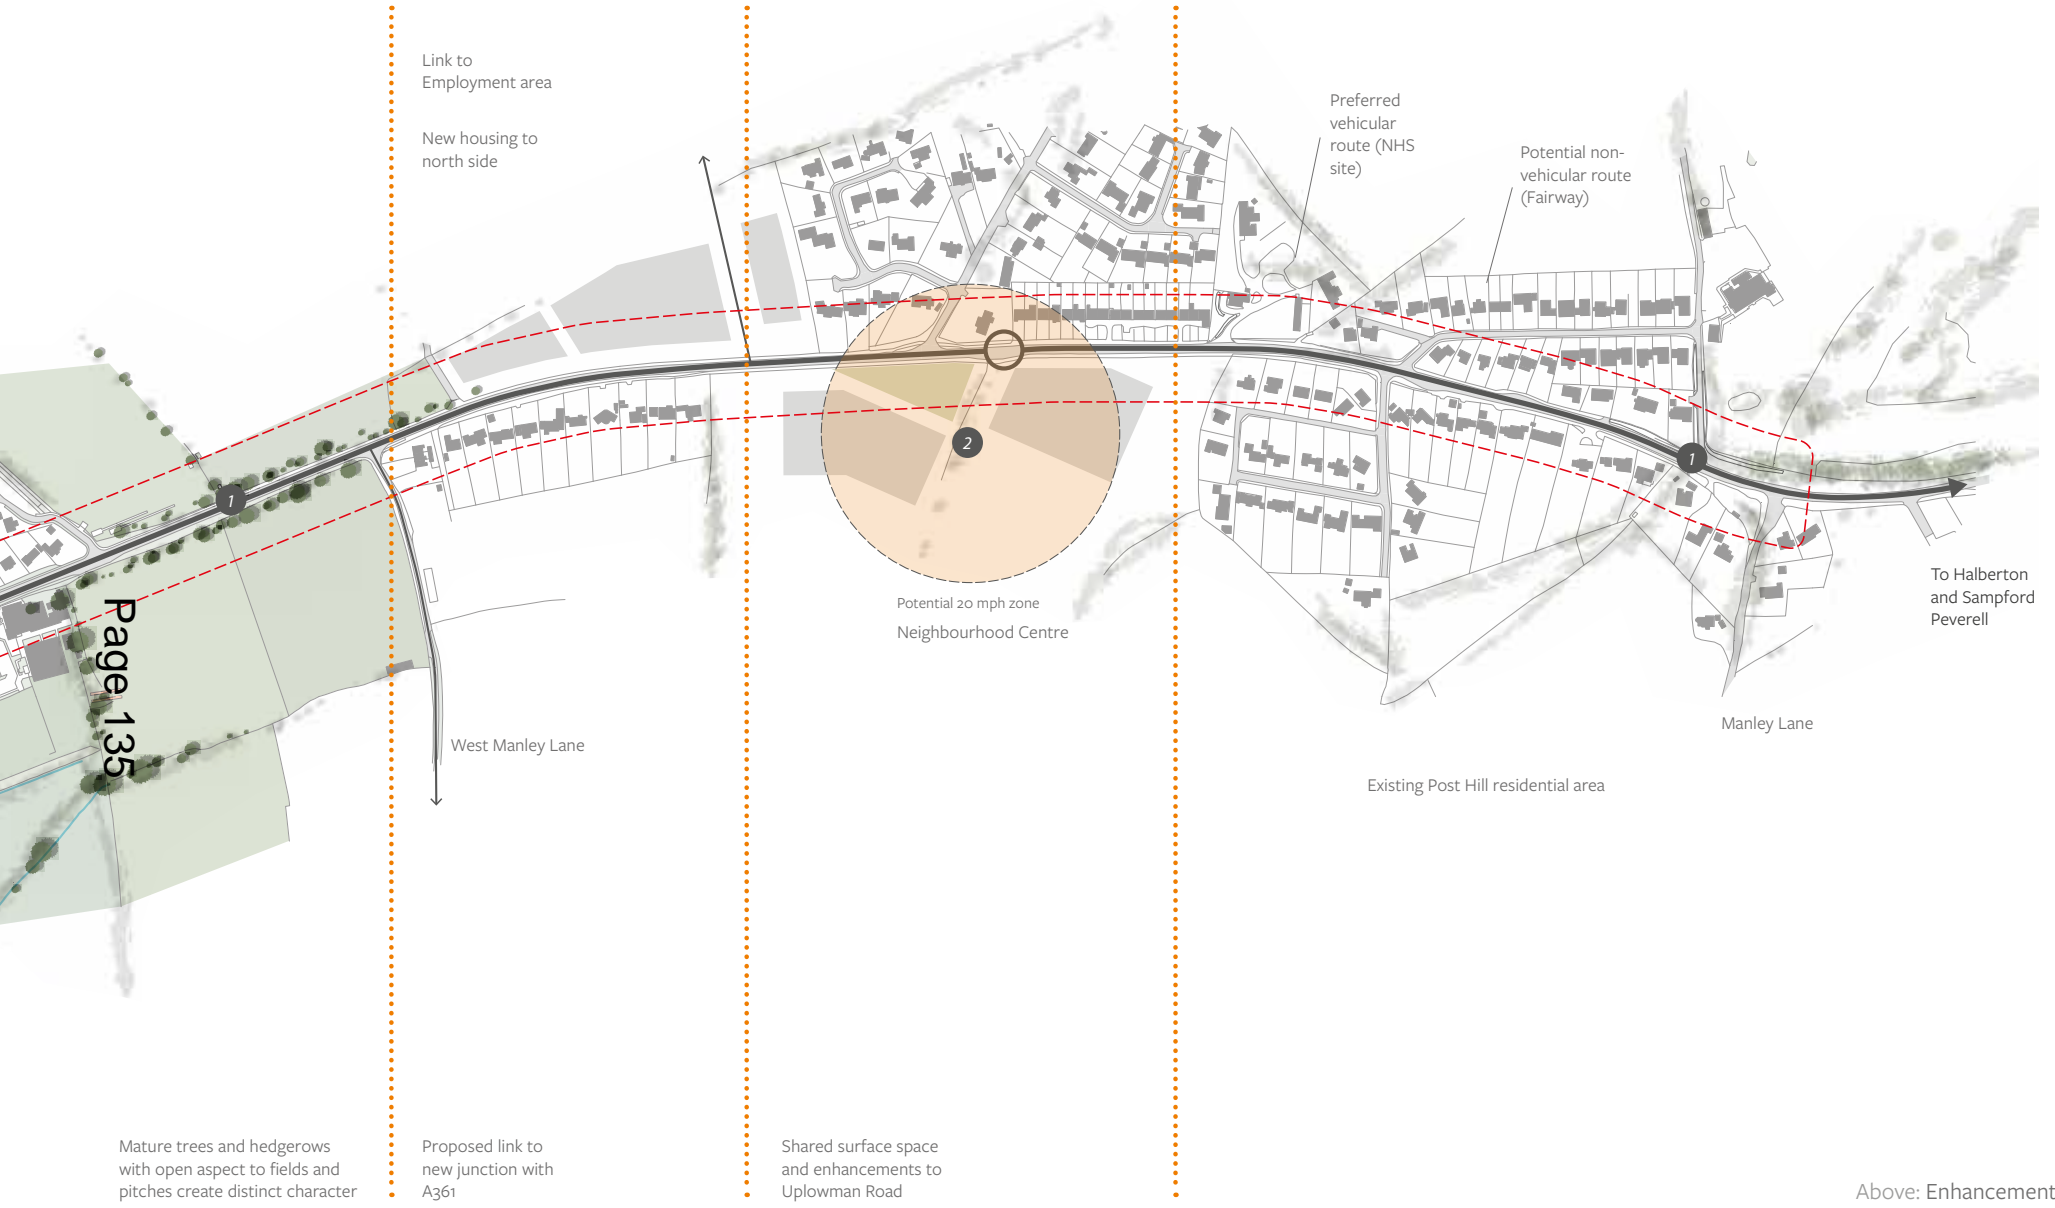 Link to
Employment area
New housing to
north side
Preferred
vehicular
route (NHS
site)
Potential non-
vehicular route
(Fairway)
1
2
1
Page 135
Potential 20 mph zone
Neighbourhood Centre
To Halberton
and Sampford
Peverell
West Manley Lane
Manley Lane
Existing Post Hill residential area
Mature trees and hedgerows
with open aspect to fields and
pitches create distinct character
Proposed link to
new junction with
A361
Shared surface space
and enhancements to
Uplowman Road
Above: Enhancement